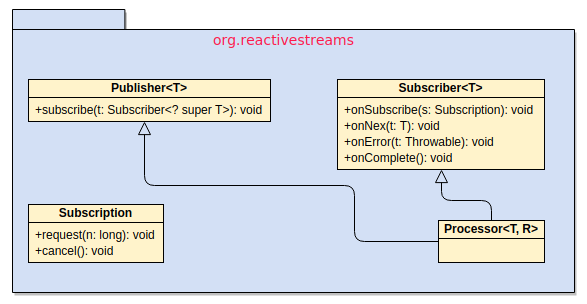 org.reactivestreams
Publisher<T>
+subscribe(t: Subscriber<? super T>): void
Subscriber<T>
+onSubscribe(s: Subscription): void
+onNex(t: T): void
+onError(t: Throwable): void
+onComplete(): void
Subscription
+request(n: long): void
+cancel(): void
Processor<T, R>